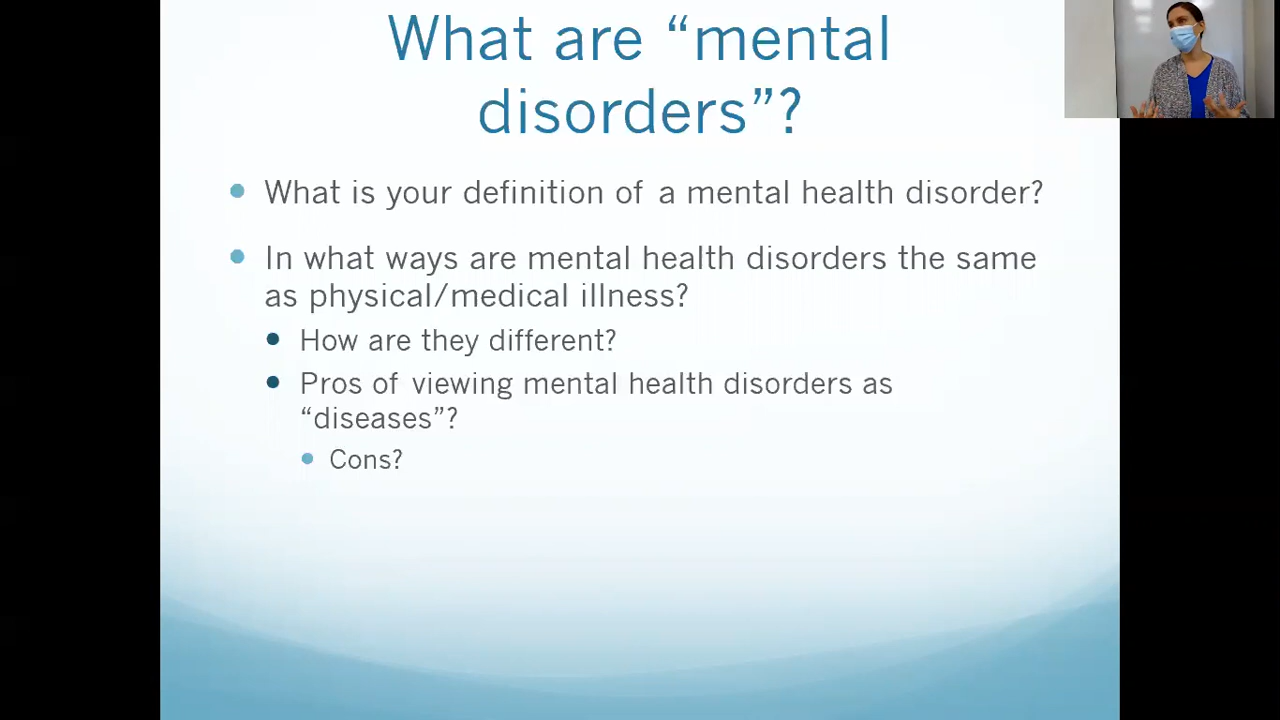 What are “mental
disorders”?
What is your definition of a mental health disorder?
In what ways are mental health disorders the same
as physical/medical illness?
How are they different?
Pros of viewing mental health disorders as
“diseases”?
Cons?